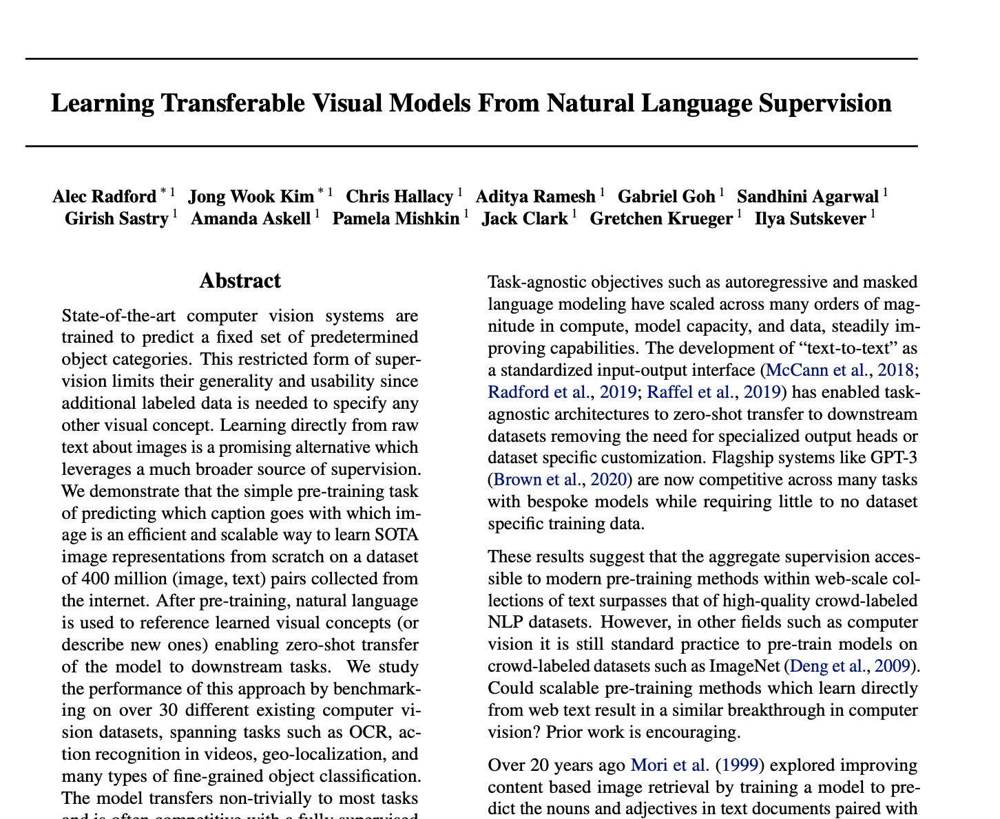 Learning Transferable Visual Models From Natural Language Supervision
Alec Radford * 1 Jong Wook Kim * 1 Chris Hallacy 1 Aditya Ramesh 1 Gabriel Goh 1 Sandhini Agarwal 1
Girish Sastry 1 Amanda Askell 1 Pamela Mishkin 1 Jack Clark 1 Gretchen Krueger 1 Ilya Sutskever 1
Abstract
State-of-the-art computer vision systems are
trained to predict a fixed set of predetermined
object categories. This restricted form of super-
vision limits their generality and usability since
additional labeled data is needed to specify any
other visual concept. Learning directly from raw
text about images is a promising alternative which
leverages a much broader source of supervision.
We demonstrate that the simple pre-training task
of predicting which caption goes with which im-
age is an efficient and scalable way to learn SOTA
image representations from scratch on a dataset
of 400 million (image, text) pairs collected from
the internet. After pre-training, natural language
is used to reference learned visual concepts (or
describe new ones) enabling zero-shot transfer
of the model to downstream tasks. We study
the performance of this approach by benchmark-
ing on over 30 different existing computer vi-
sion datasets, spanning tasks such as OCR, ac-
tion recognition in videos, geo-localization, and
many types of fine-grained object classification.
The model transfers non-trivially to most tasks
and is often competitive with a fully supervised
Task-agnostic objectives such as autoregressive and masked
language modeling have scaled across many orders of mag-
nitude in compute, model capacity, and data, steadily im-
proving capabilities. The development of “text-to-text” as
a standardized input-output interface (McCann et al., 2018;
Radford et al., 2019; Raffel et al., 2019) has enabled task-
agnostic architectures to zero-shot transfer to downstream
datasets removing the need for specialized output heads or
dataset specific customization. Flagship systems like GPT-3
(Brown et al., 2020) are now competitive across many tasks
with bespoke models while requiring little to no dataset
specific training data.
These results suggest that the aggregate supervision acces-
sible to modern pre-training methods within web-scale col-
lections of text surpasses that of high-quality crowd-labeled
NLP datasets. However, in other fields such as computer
vision it is still standard practice to pre-train models on
crowd-labeled datasets such as ImageNet (Deng et al., 2009).
Could scalable pre-training methods which learn directly
from web text result in a similar breakthrough in computer
vision? Prior work is encouraging.
Over 20 years ago Mori et al. (1999) explored improving
content based image retrieval by training a model to pre-
dict the nouns and adjectives in text documents paired with